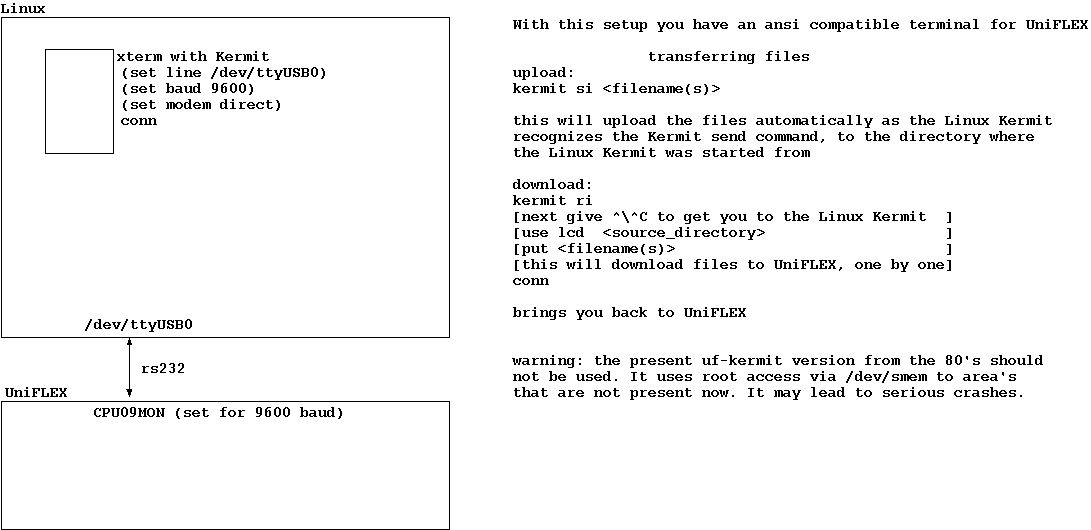 Linux
xterm with Kermit
(set line /dev/ttyUSB0)
(set baud 9600)
(set modem direct)
conn
/dev/ttyUSB0
rs232
UniFLEX
CPU09MON (set for 9600 baud)
With this setup you have an ansi compatible terminal for UniFLEX
transferring files
upload:
kermit si <filename(s)>
this will upload the files automatically as the Linux Kermit
recognizes the Kermit send command, to the directory where
the Linux Kermit was started from
download:
kermit ri
[next give ^\^C to get you to the Linux Kermit ]
[use lcd <source_directory> ]
[put <filename(s)> ]
[this will download files to UniFLEX, one by one]
conn
brings you back to UniFLEX
warning: the present uf-kermit version from the 80's should
not be used. It uses root access via /dev/smem to area's
that are not present now. It may lead to serious crashes.